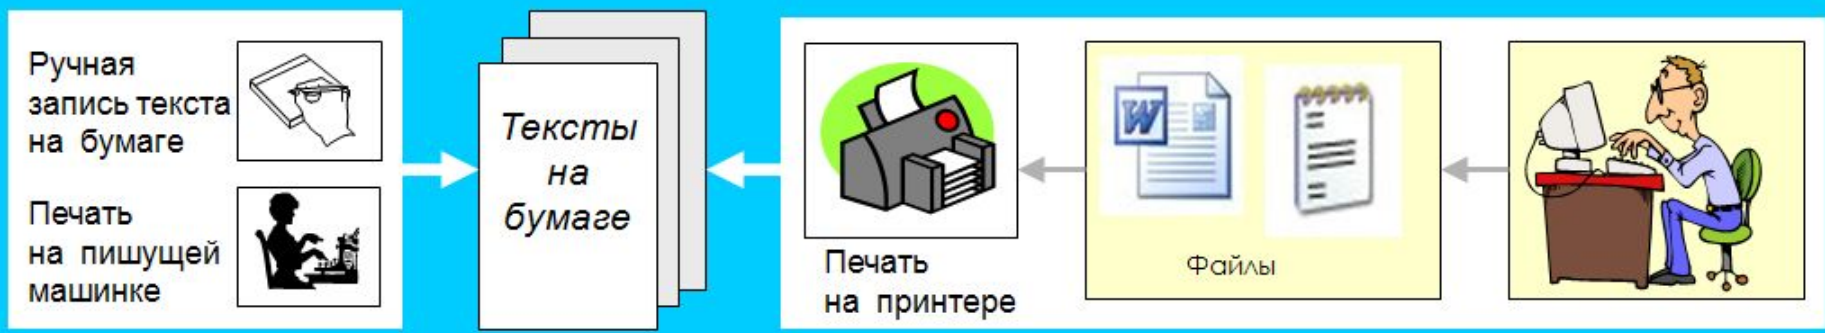 Ручная
запись текста
на бумаге
Печать
на пишущей
машинке
Тексты
на
бумаге
Печать
на принтере
W
Файлы